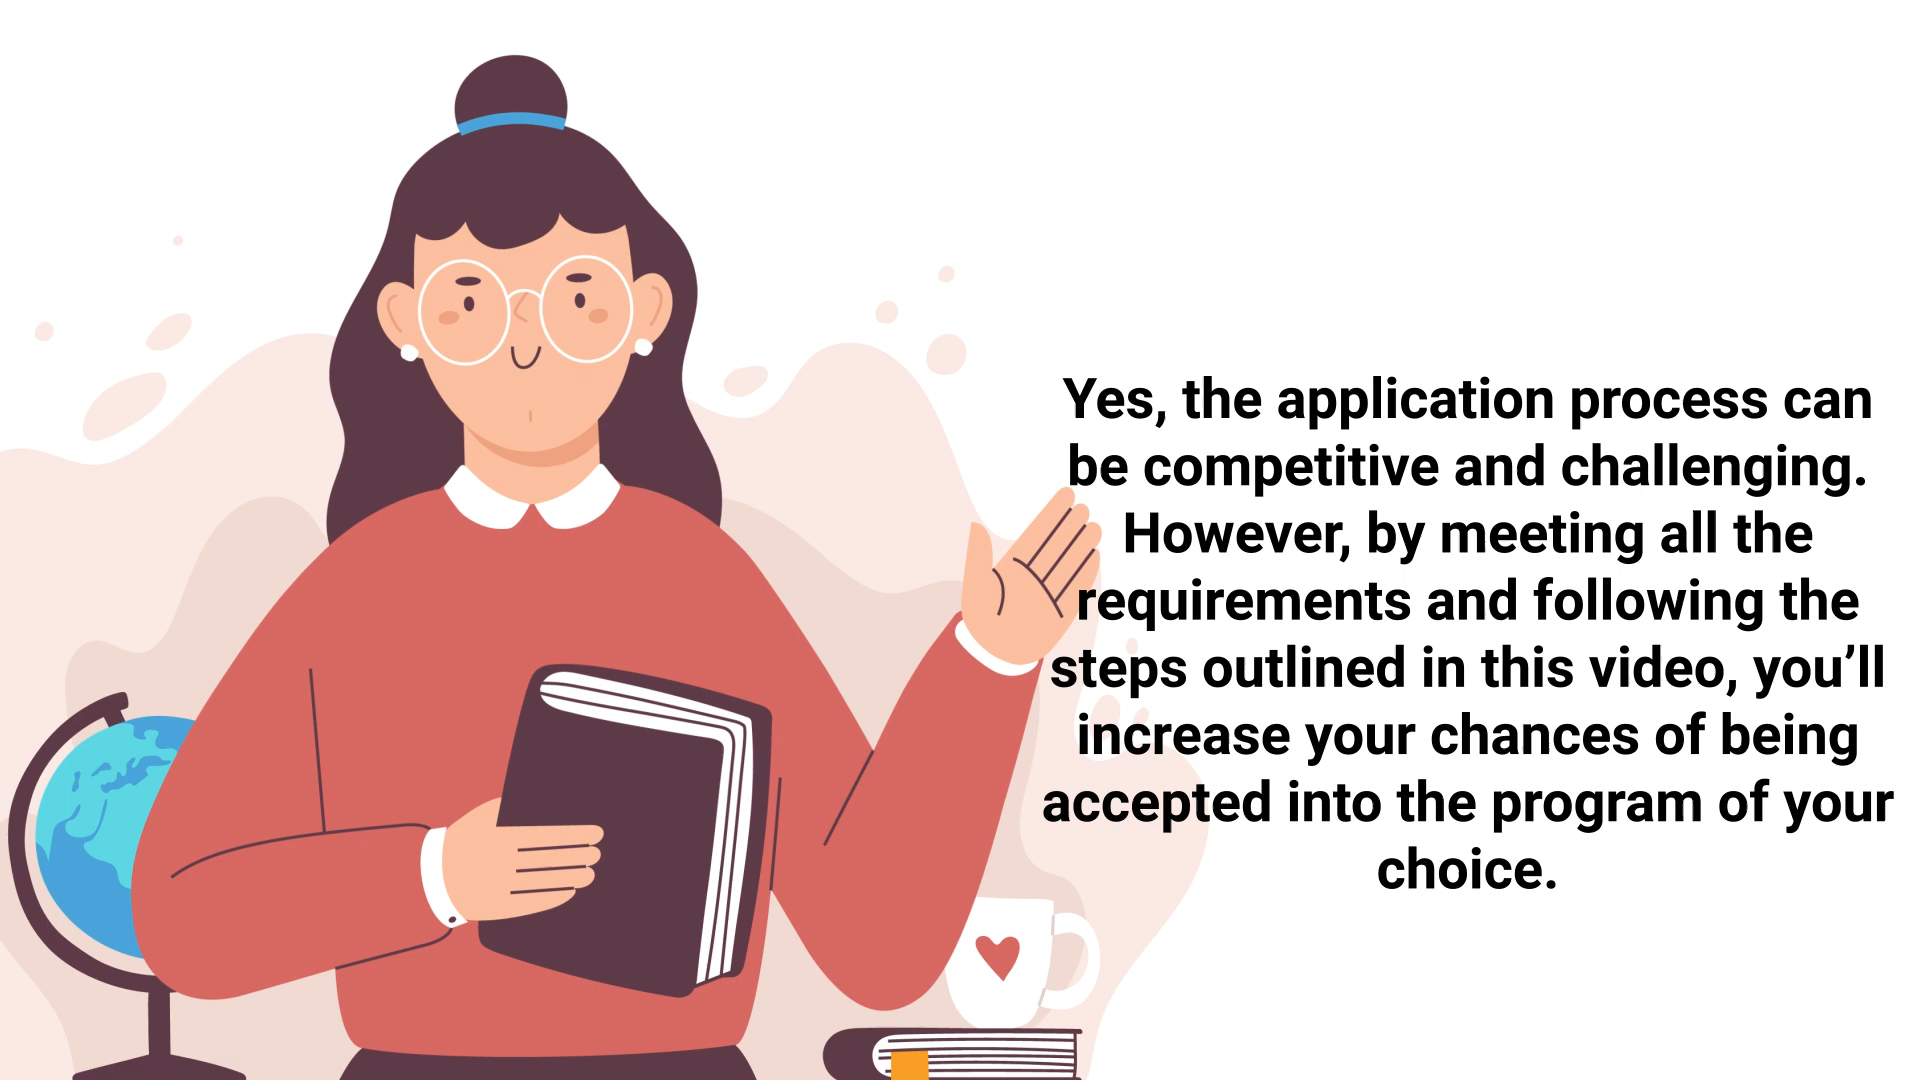 Yes, the application process can
be competitive and challenging.
However, by meeting all the
requirements and following the
steps outlined in this video, you’ll
increase your chances of being
accepted into the program of your
choice.